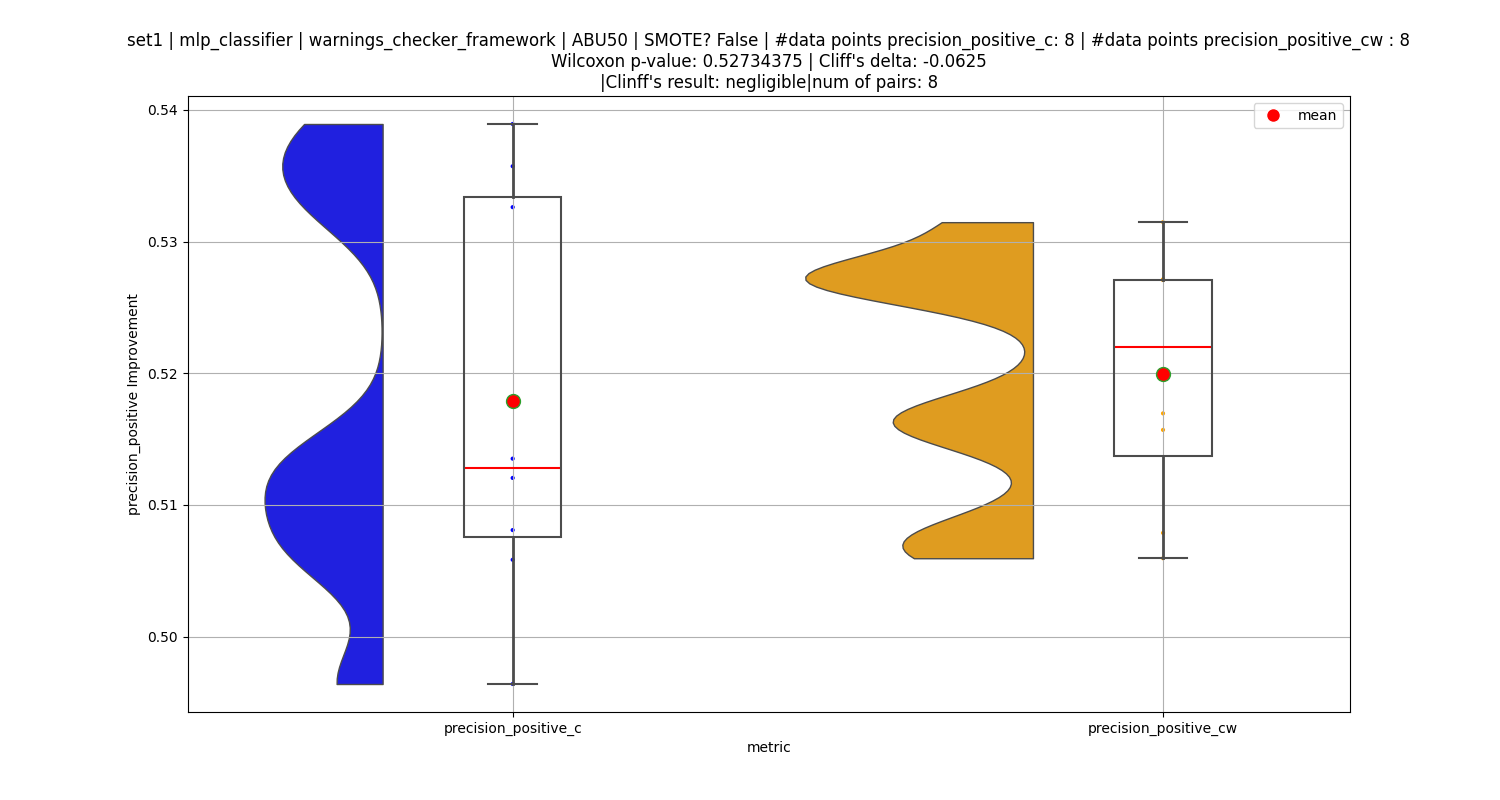 set1 | mlp_classifier | warnings_checker_framework | ABU50 | SMOTE? False | #data points precision_positive_c: 8 | #data points precision_positive_cw : 8
Wilcoxon p-value: 0.52734375 | Cliff's delta: -0.0625
|Clinff's result: negligible|num of pairs: 8
mean
0.54
0.53
0.52
0.51
0.50
precision_positive Improvement
precision_positive_c
precision_positive_cw
metric